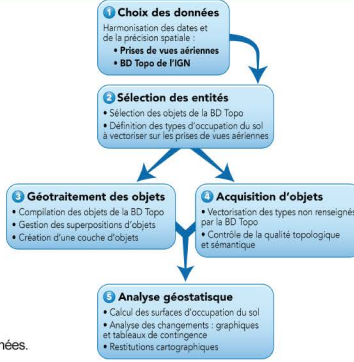 1 Choix des données
Harmonisation des dates et
de la précision spatiale :
• Prises de vues aériennes
• BD Topo de l'IGN
2 Sélection des entités
• Sélection des objets de la BD Topo
• Définition des types d'occupation du sol
à vectoriser sur les prises de vues aériennes
3 Géotraitement des objets
• Compilation des objets de la BD Topo
• Gestion des superpositions d'objets
• Création d'une couche d'objets
4 Acquisition d'objets
• Vectorisation des types non renseignés
par la BD Topo
• Contrôle de la qualité topologique
et sémantique
5 Analyse géostatisque
• Calcul des surfaces d'occupation du sol
• Analyse des changements : graphiques
et tableaux de contingence
• Restitutions cartographiques
nées.